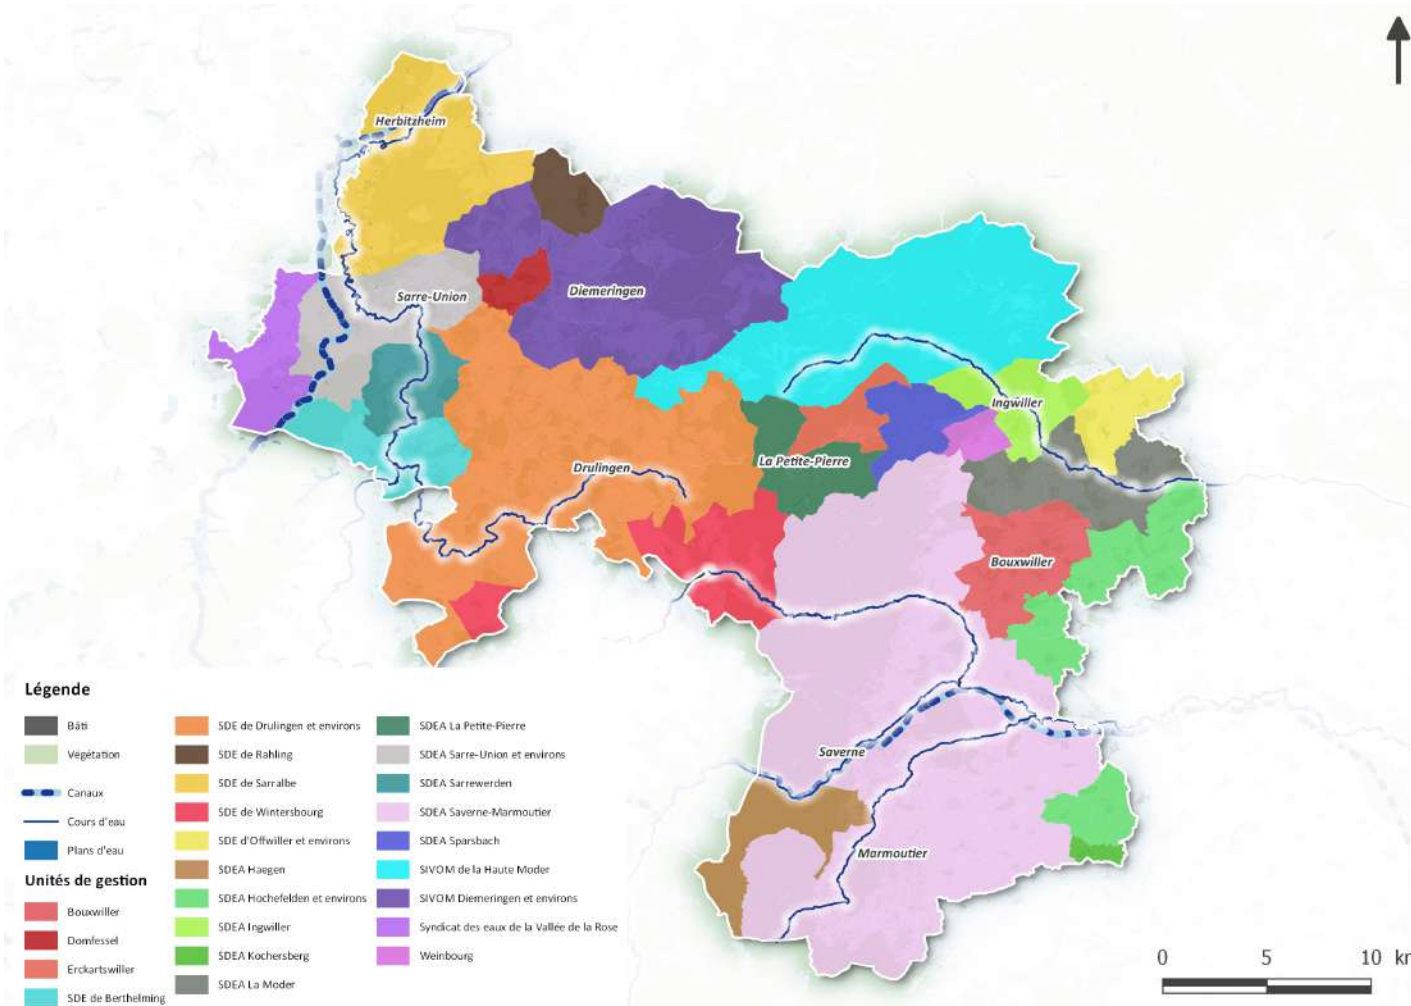 Herbitzheim
Sarre-Union
Diemeringen
Ingwiller
La Petite-Pierre
Drulingen
Bouxwiller
Saverne
Marmoutier
Légende
Bâti
Végétation
Canaux
Cours d'eau
Plans d'eau
Unités de gestion
Bouxwiller
Domfessel
Erckartswiller
SDE de Berthelming
SDE de Drulingen et environs
SDE de Rahling
SDE de Sarralbe
SDE de Wintersbourg
SDE d'Offwiller et environs
SDEA Haegen
SDEA Hochefelden et environs
SDEA Ingwiller
SDEA Kochersberg
SDEA La Moder
SDEA La Petite-Pierre
SDEA Sarre-Union et environs
SDEA Sarrewerden
SDEA Saverne-Marmoutier
SDEA Sparsbach
SIVOM de la Haute Moder
SIVOM Diemeringen et environs
Syndicat des eaux de la Vallée de la Rose
Weinbourg
0 5 10 km